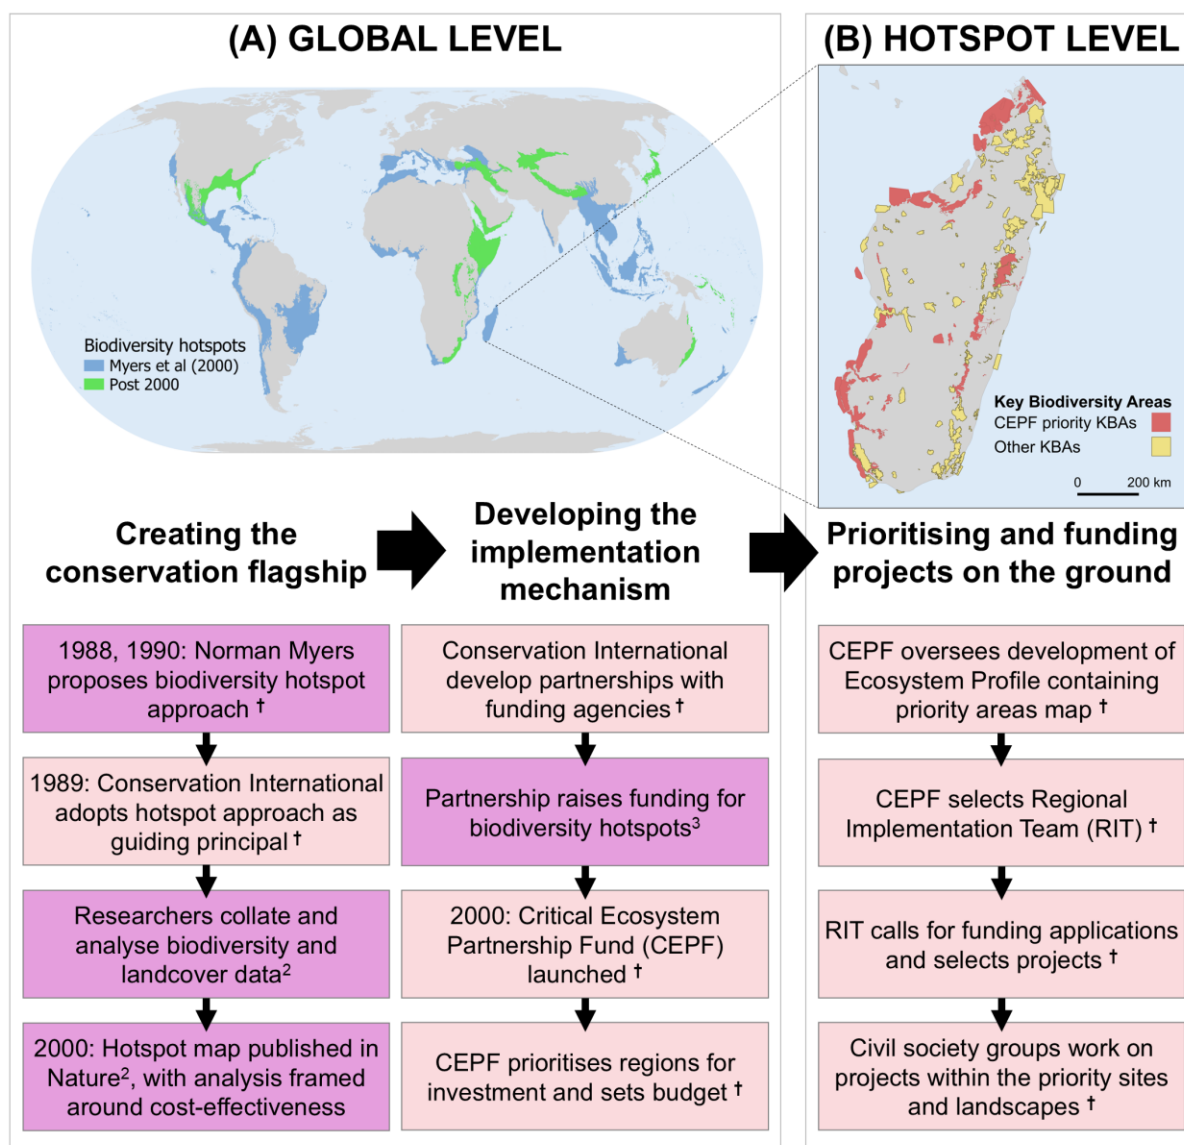 (A) GLOBAL LEVEL
Biodiversity hotspots
Myers et al (2000)
Post 2000
(B) HOTSPOT LEVEL
Key Biodiversity Areas
CEPF priority KBAs
Other KBAs
0 200 km
Creating the
conservation flagship
Developing the
implementation
mechanism
Prioritising and funding
projects on the ground
1988, 1990: Norman Myers
proposes biodiversity hotspot
approach †
1989: Conservation International
adopts hotspot approach as
guiding principal †
Researchers collate and
analyse biodiversity and
landcover data²
2000: Hotspot map published in
Nature², with analysis framed
around cost-effectiveness
Conservation International
develop partnerships with
funding agencies †
Partnership raises funding for
biodiversity hotspots³
2000: Critical Ecosystem
Partnership Fund (CEPF)
launched †
CEPF prioritises regions for
investment and sets budget †
CEPF oversees development of
Ecosystem Profile containing
priority areas map †
CEPF selects Regional
Implementation Team (RIT) †
RIT calls for funding applications
and selects projects †
Civil society groups work on
projects within the priority sites
and landscapes †